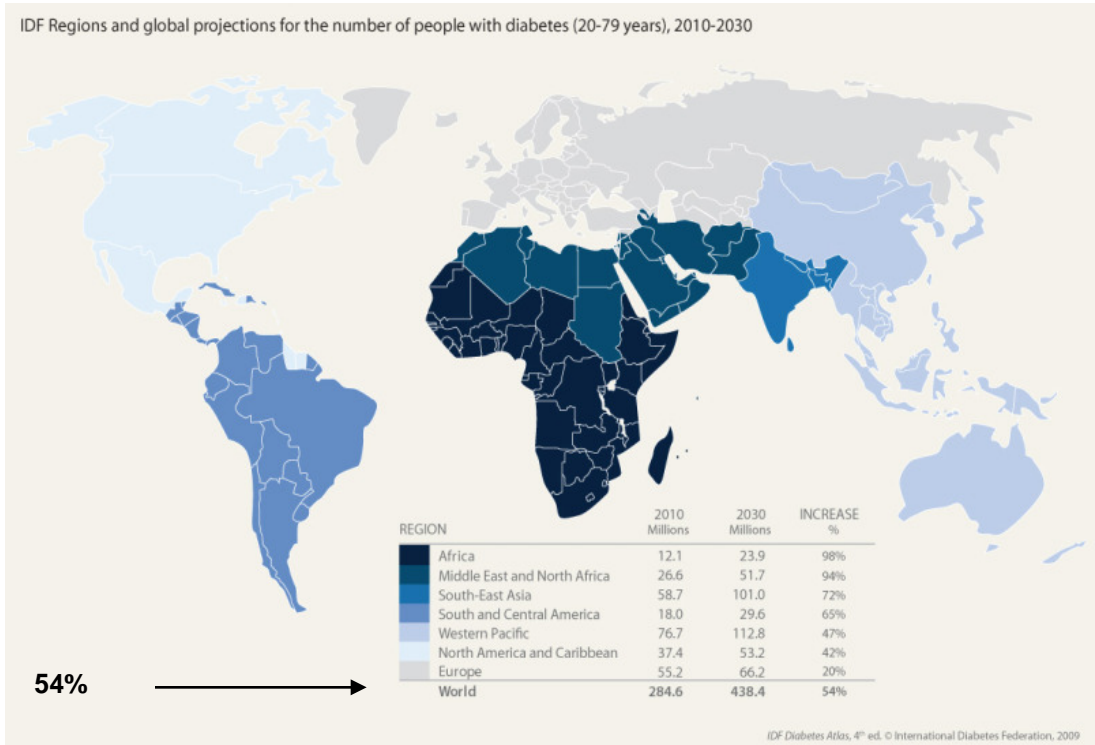 IDF Regions and global projections for the number of people with diabetes (20-79 years), 2010-2030
REGION 2010 Millions 2030 Millions INCREASE %
Africa 12.1 23.9 98%
Middle East and North Africa 26.6 51.7 94%
South-East Asia 58.7 101.0 72%
South and Central America 18.0 29.6 65%
Western Pacific 76.7 112.8 47%
North America and Caribbean 37.4 53.2 42%
Europe 55.2 66.2 20%
World 284.6 438.4 54%
54%
IDF Diabetes Atlas, 4th ed. © International Diabetes Federation, 2009